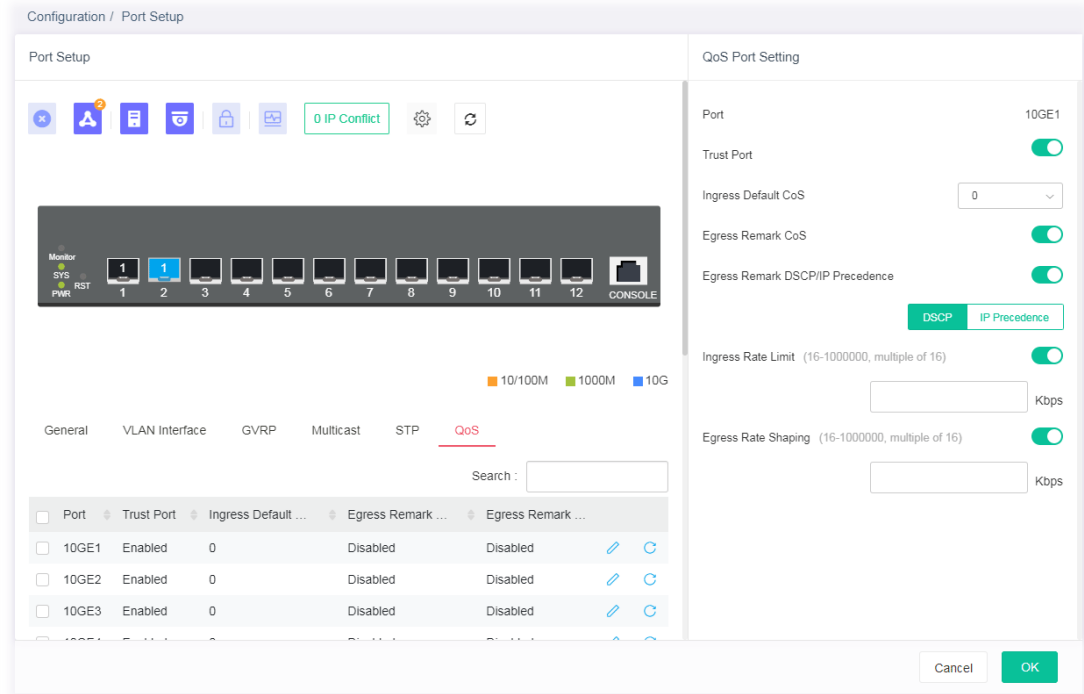 Configuration / Port Setup
Port Setup
2
0 IP Conflict
Monitor
SYS
RST
PWR
1 1
1 2 3 4 5 6 7 8 9 10 11 12 CONSOLE
10/100M 1000M 10G
General VLAN Interface GVRP Multicast STP QoS
Search :
Port Trust Port Ingress Default ... Egress Remark ... Egress Remark ...
10GE1 Enabled 0 Disabled Disabled
10GE2 Enabled 0 Disabled Disabled
10GE3 Enabled 0 Disabled Disabled
QoS Port Setting
Port 10GE1
Trust Port
Ingress Default CoS 0
Egress Remark CoS
Egress Remark DSCP/IP Precedence
DSCP IP Precedence
Ingress Rate Limit (16-1000000, multiple of 16)
Kbps
Egress Rate Shaping (16-1000000, multiple of 16)
Kbps
Cancel OK